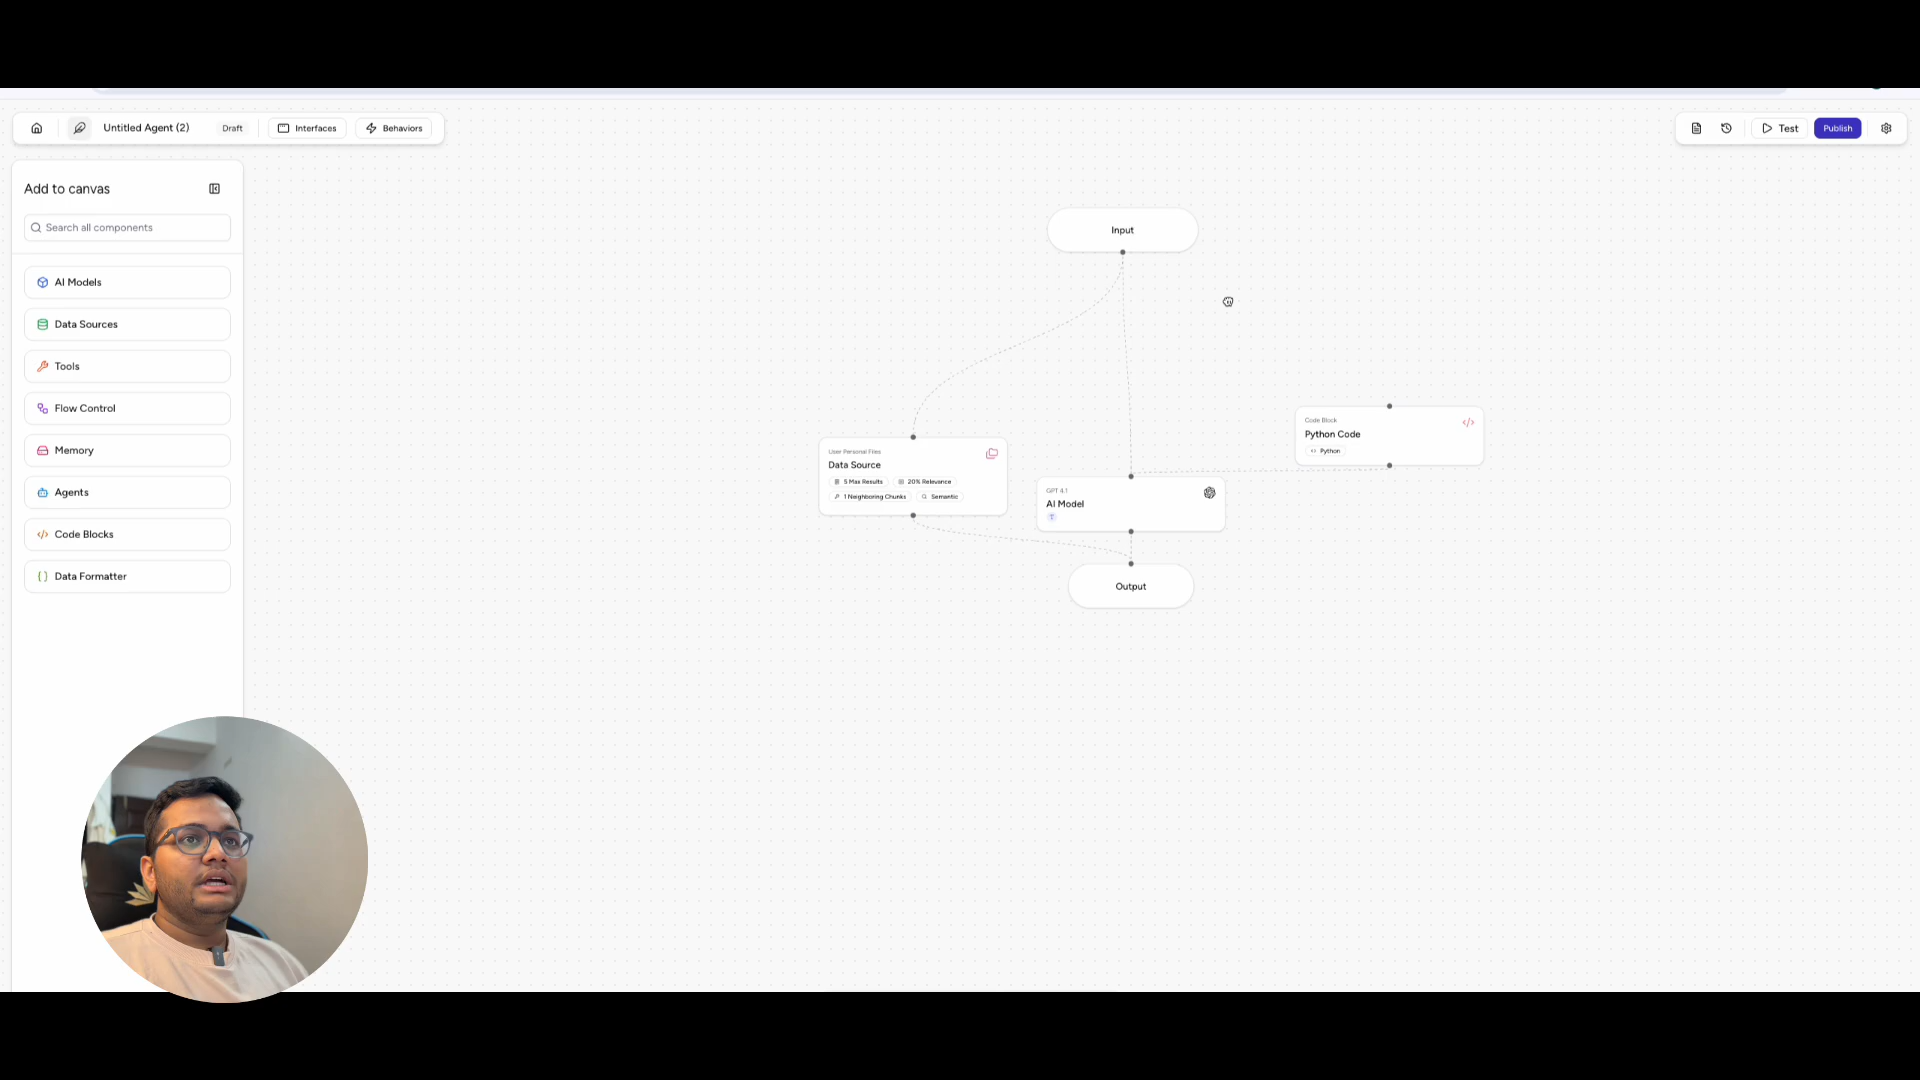 Untitled Agent (2)
Draft
Interfaces
Behaviors
Test
Publish
Add to canvas
Search all components
AI Models
Data Sources
Tools
Flow Control
Memory
Agents
Code Blocks
Data Formatter
Input
User Personal Files
Data Source
5 Max Results
20% Relevance
1 Neighboring Chunks
Semantic
GPT 4.1
AI Model
T
Code Block
Python Code
Python
Output